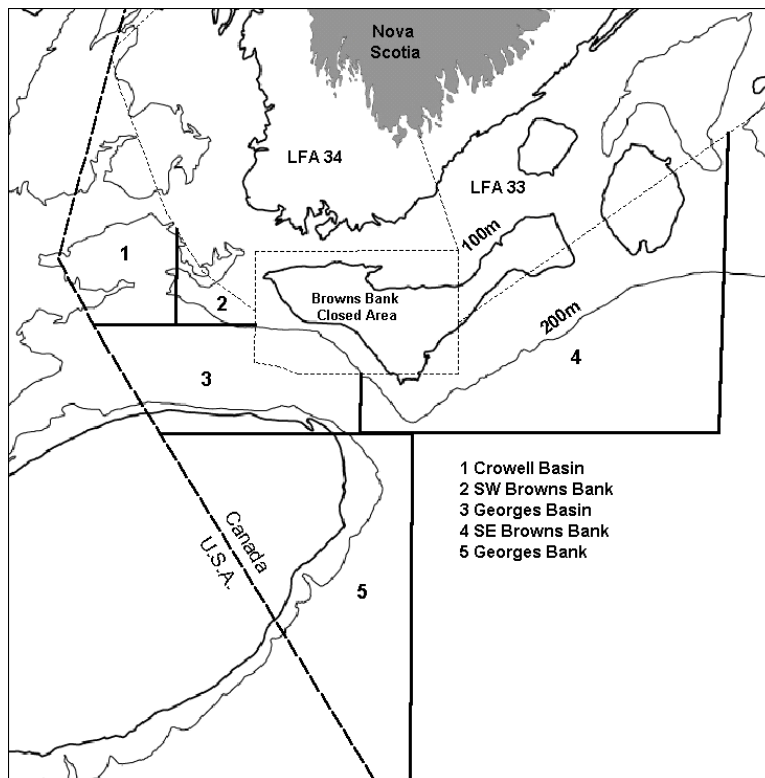 Nova
Scotia
LFA 34
LFA 33
100m
1
2
Browns Bank
Closed Area
200m
4
3
1 Crowell Basin
2 SW Browns Bank
3 Georges Basin
4 SE Browns Bank
5 Georges Bank
Canada
U.S.A.
5